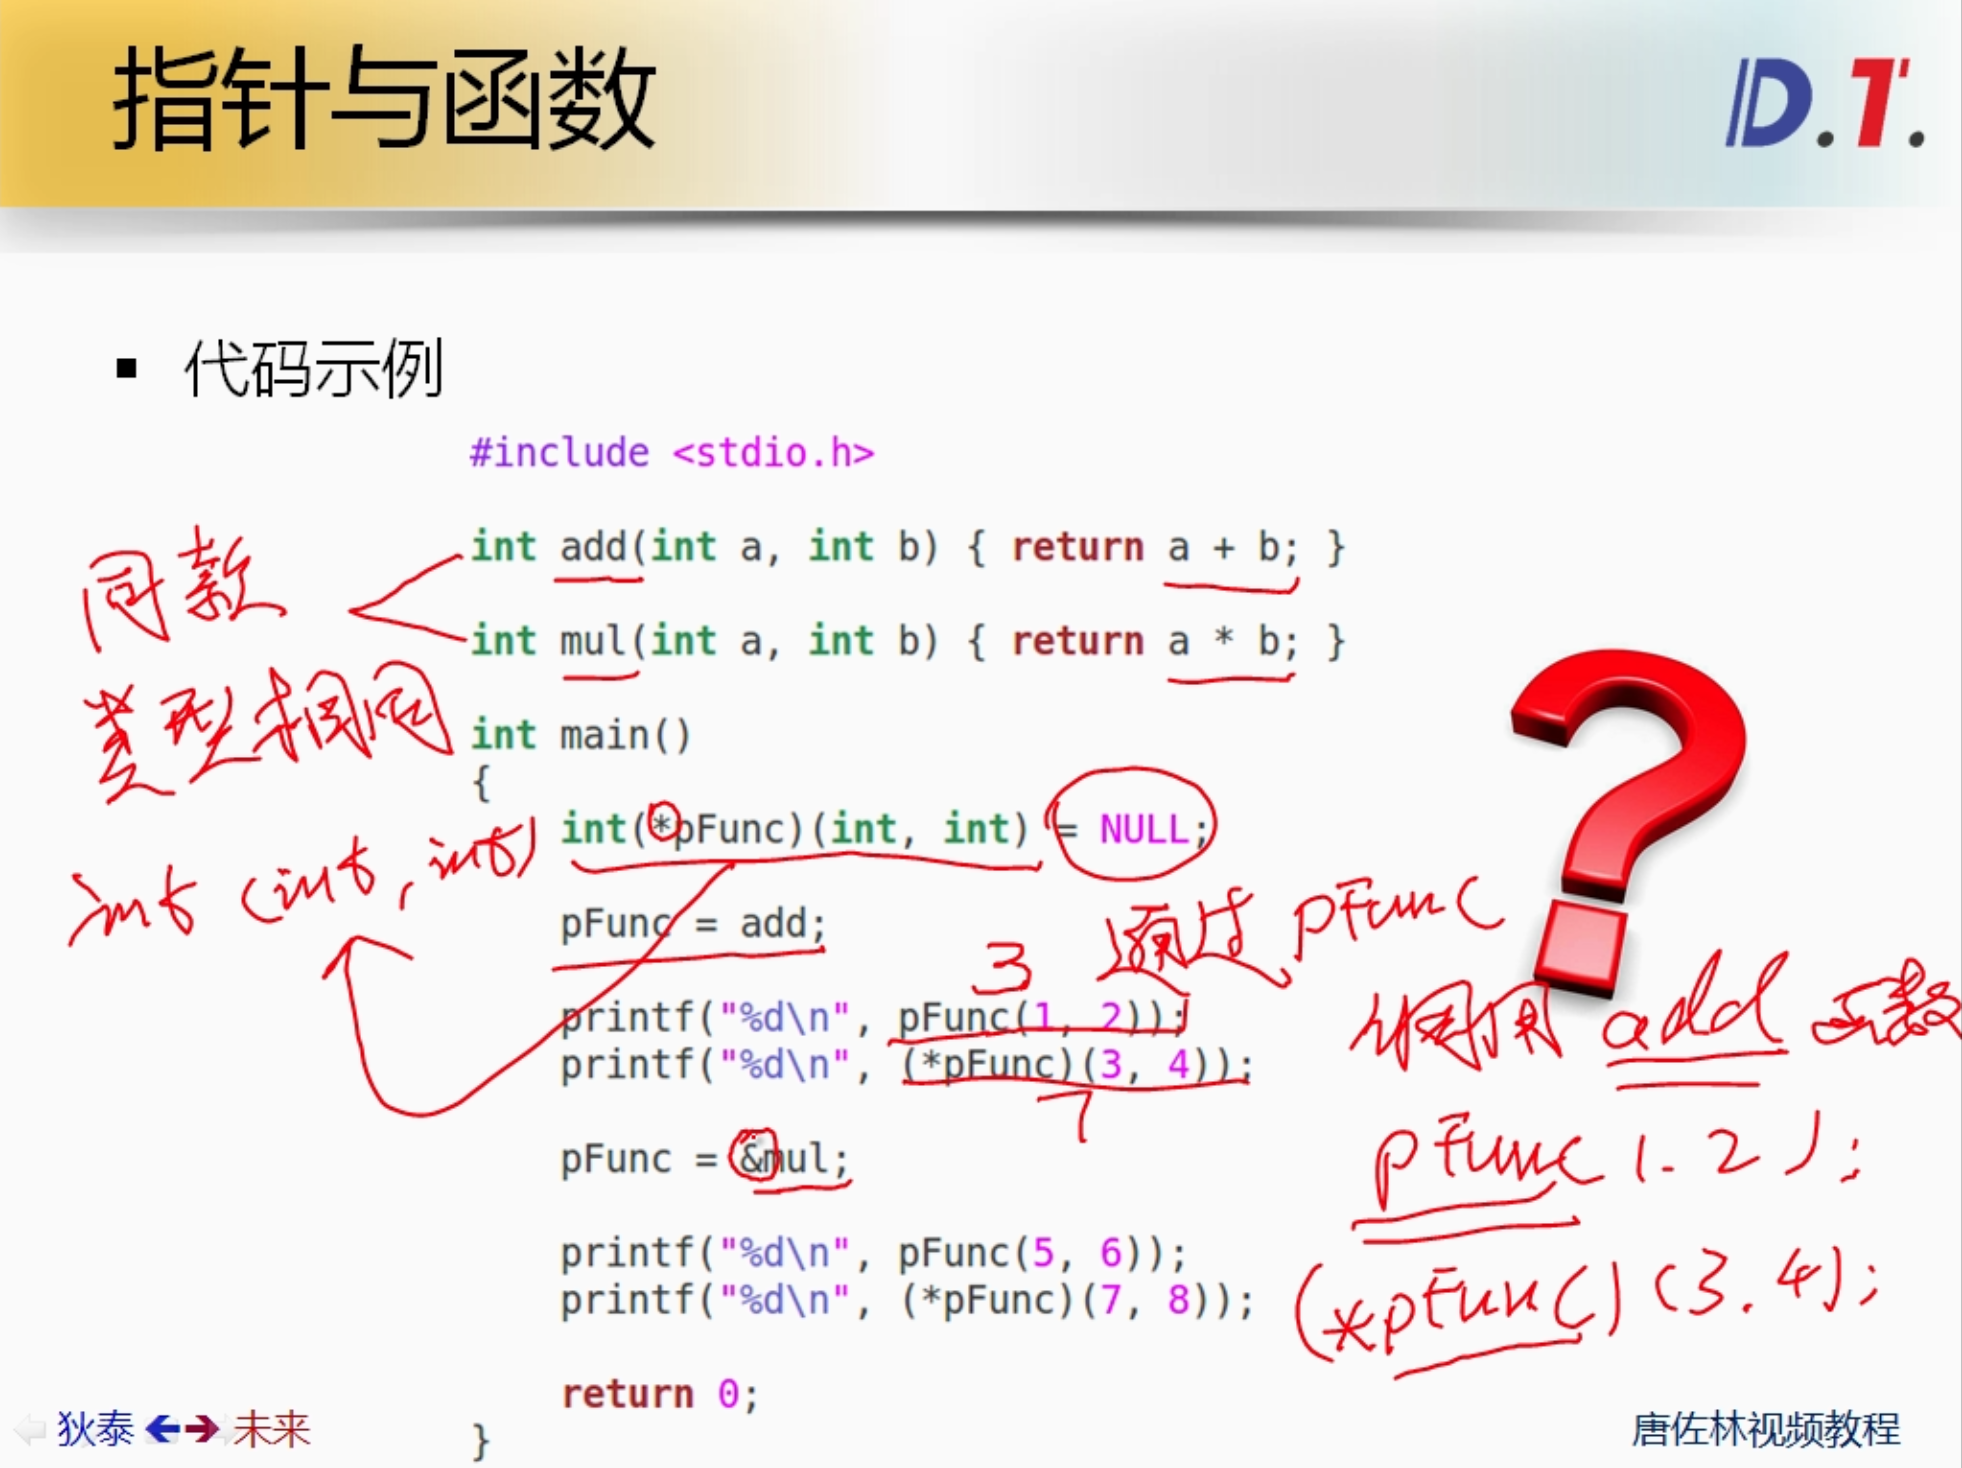 指针与函数
D.T.
▪ 代码示例
#include <stdio.h>
int add(int a, int b) { return a + b; }
同款
int mul(int a, int b) { return a * b; }
类型相同
int main()
{
int(*pFunc)(int, int) = NULL;
int (int, int)
pFunc = add;
3
通过 pFunc
调用 add 函数
printf("%d\n", pFunc(1, 2));
printf("%d\n", (*pFunc)(3, 4));
7
pFunc = &mul;
pFunc(1.2);
printf("%d\n", pFunc(5, 6));
printf("%d\n", (*pFunc)(7, 8));
(*pFunc)(3.4);
return 0;
}
狄泰 未来
唐佐林视频教程